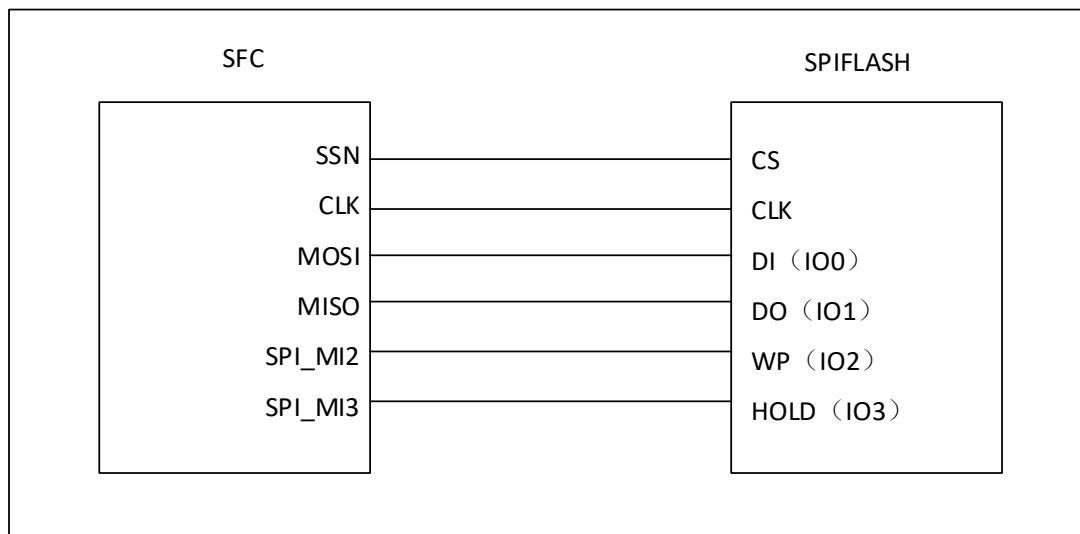 SFC
SPIFLASH
SSN
CS
CLK
CLK
MOSI
DI（IO0）
MISO
DO（IO1）
SPI_MI2
WP（IO2）
SPI_MI3
HOLD（IO3）